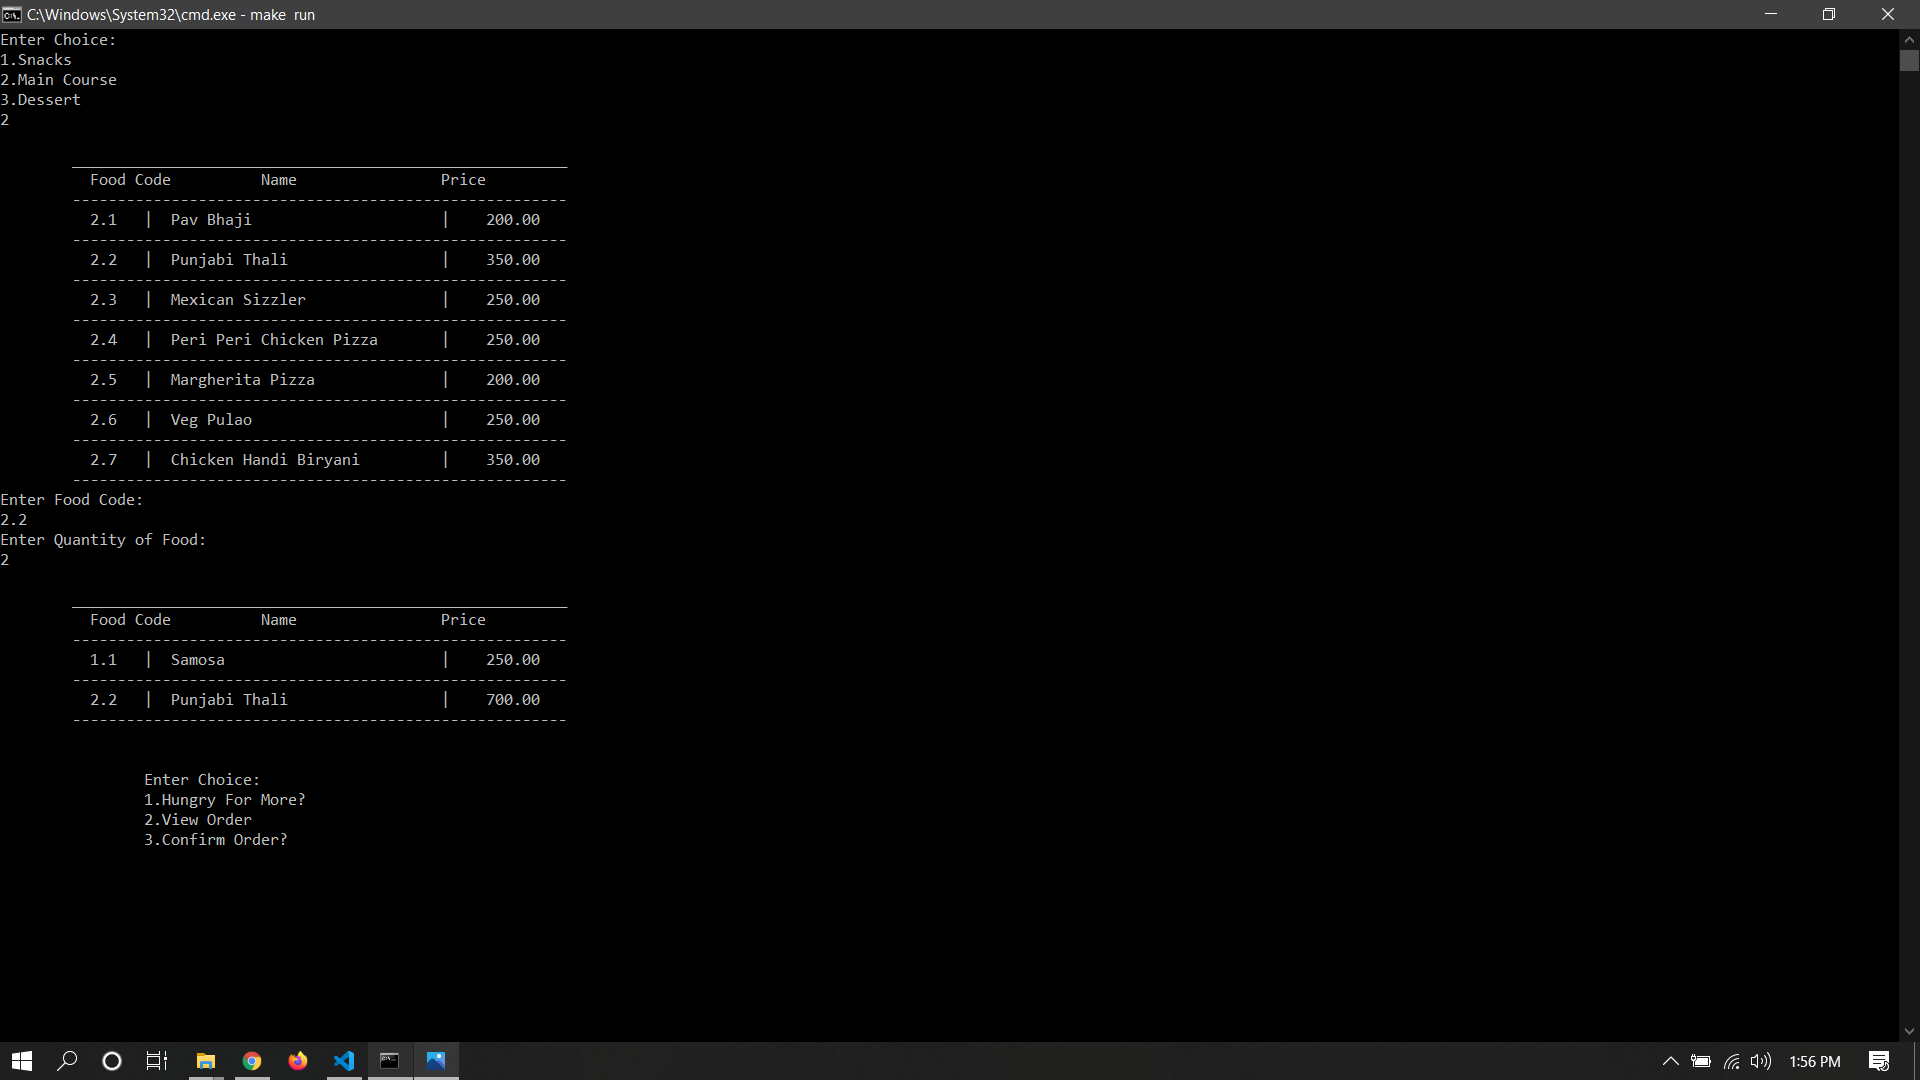 C:\Windows\System32\cmd.exe - make  run
Enter Choice:
1.Snacks
2.Main Course
3.Dessert
2
Food Code          Name                Price
-------------------------------------------------------
2.1   |  Pav Bhaji                     |    200.00
-------------------------------------------------------
2.2   |  Punjabi Thali                 |    350.00
-------------------------------------------------------
2.3   |  Mexican Sizzler               |    250.00
-------------------------------------------------------
2.4   |  Peri Peri Chicken Pizza       |    250.00
-------------------------------------------------------
2.5   |  Margherita Pizza              |    200.00
-------------------------------------------------------
2.6   |  Veg Pulao                     |    250.00
-------------------------------------------------------
2.7   |  Chicken Handi Biryani         |    350.00
-------------------------------------------------------
Enter Food Code:
2.2
Enter Quantity of Food:
2
Food Code          Name                Price
-------------------------------------------------------
1.1   |  Samosa                        |    250.00
-------------------------------------------------------
2.2   |  Punjabi Thali                 |    700.00
-------------------------------------------------------
Enter Choice:
1.Hungry For More?
2.View Order
3.Confirm Order?
1:56 PM